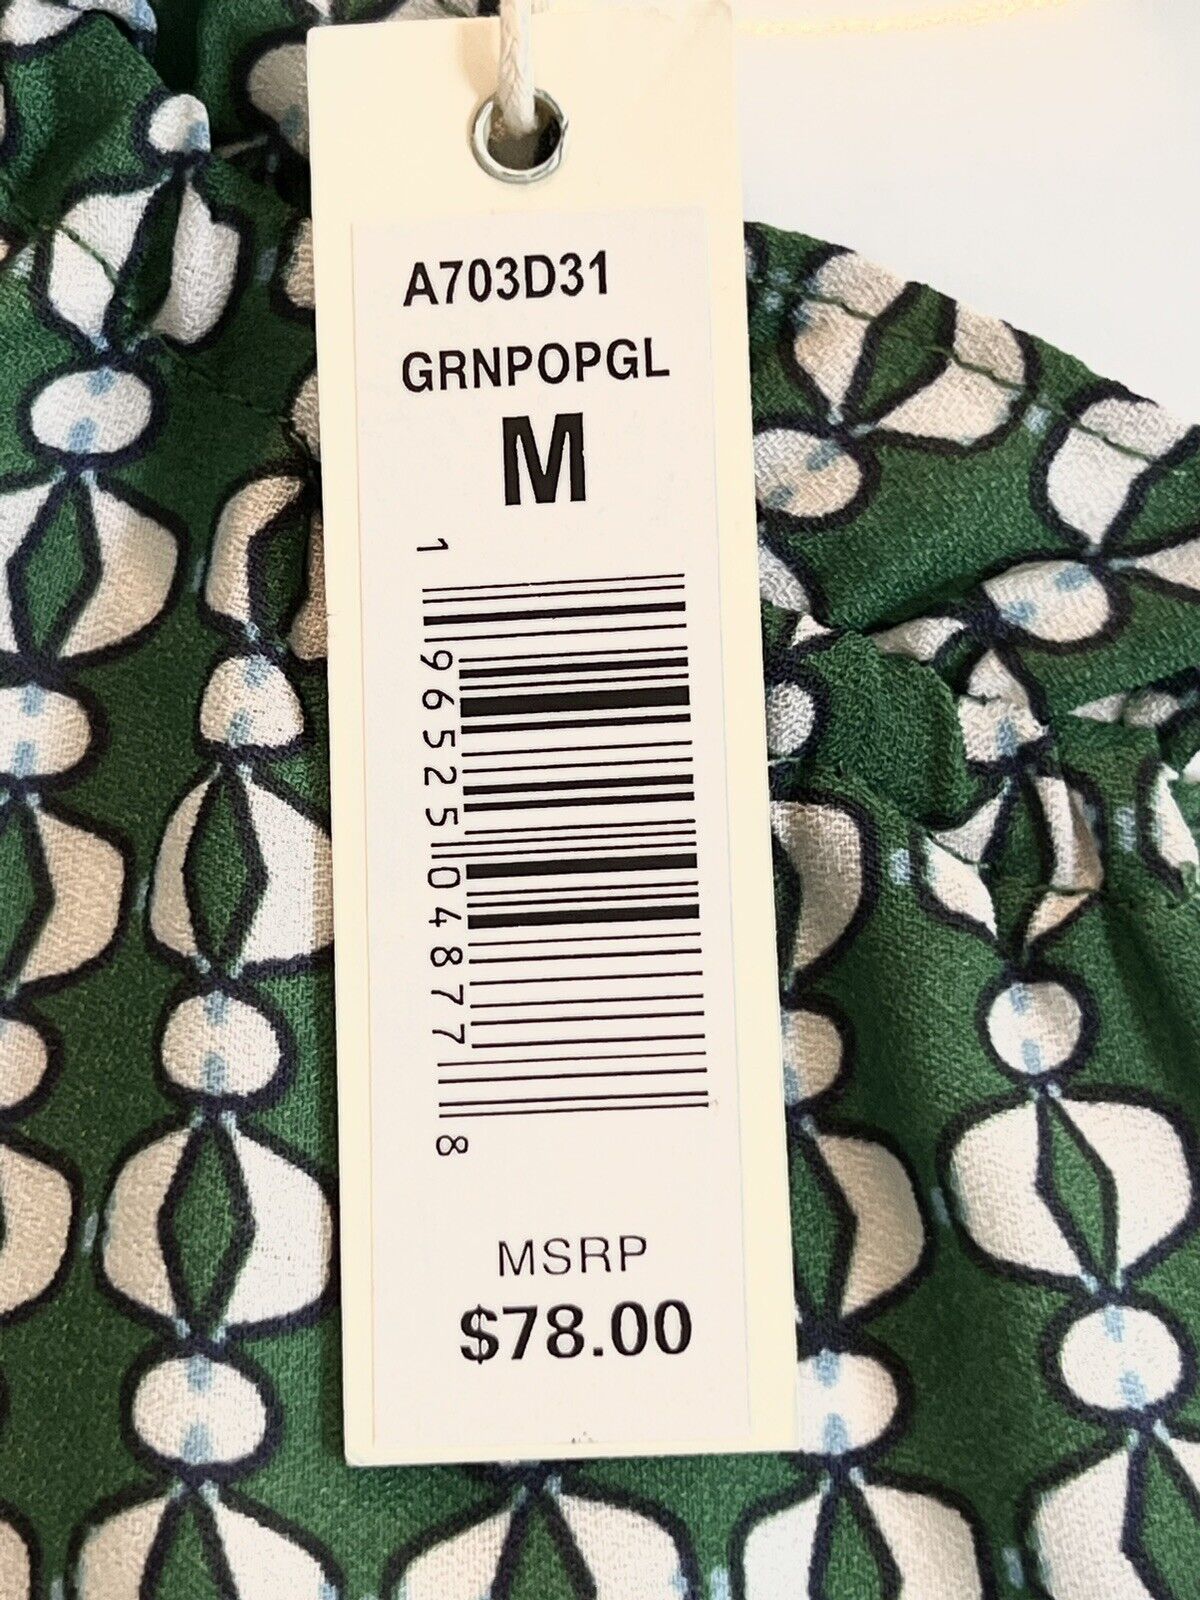 A703D31
GRNPOPGL
M
1 96525 04877 8
MSRP
$78.00